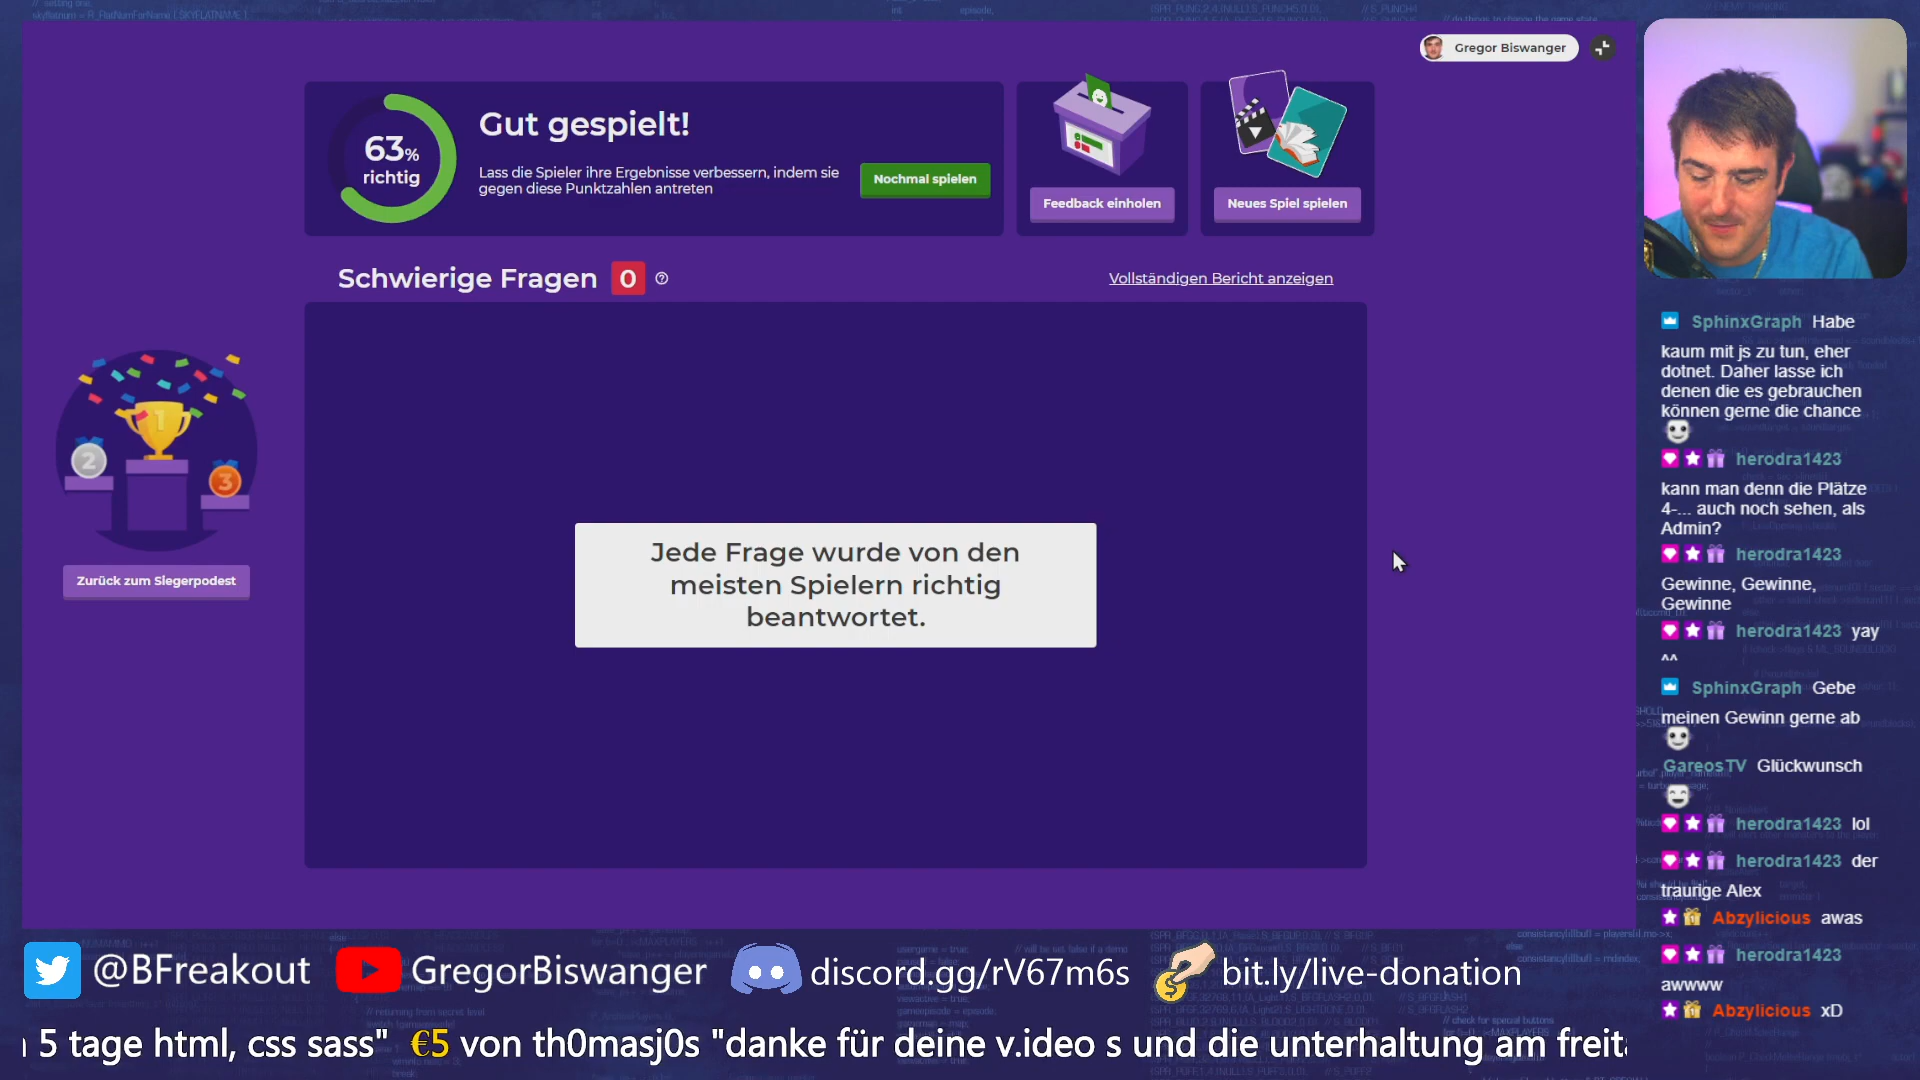 Gregor Biswanger
63%
richtig
Gut gespielt!
Lass die Spieler ihre Ergebnisse verbessern, indem sie
gegen diese Punktzahlen antreten
Nochmal spielen
Feedback einholen
Neues Spiel spielen
Schwierige Fragen 0
Vollständigen Bericht anzeigen
1
2
3
Zurück zum Siegerpodest
Jede Frage wurde von den
meisten Spielern richtig
beantwortet.
SphinxGraph Habe
kaum mit js zu tun, eher
dotnet. Daher lasse ich
denen die es gebrauchen
können gerne die chance
herodra1423
kann man denn die Plätze
4-... auch noch sehen, als
Admin?
herodra1423
Gewinne, Gewinne,
Gewinne
herodra1423 yay
^^
SphinxGraph Gebe
meinen Gewinn gerne ab
GareosTV Glückwunsch
herodra1423 lol
herodra1423 der
traurige Alex
Abzylicious awas
herodra1423
awwww
Abzylicious xD
@BFreakout
GregorBiswanger
discord.gg/rV67m6s
bit.ly/live-donation
5 tage html, css sass" €5 von th0masj0s "danke für deine v.ideo s und die unterhaltung am freit